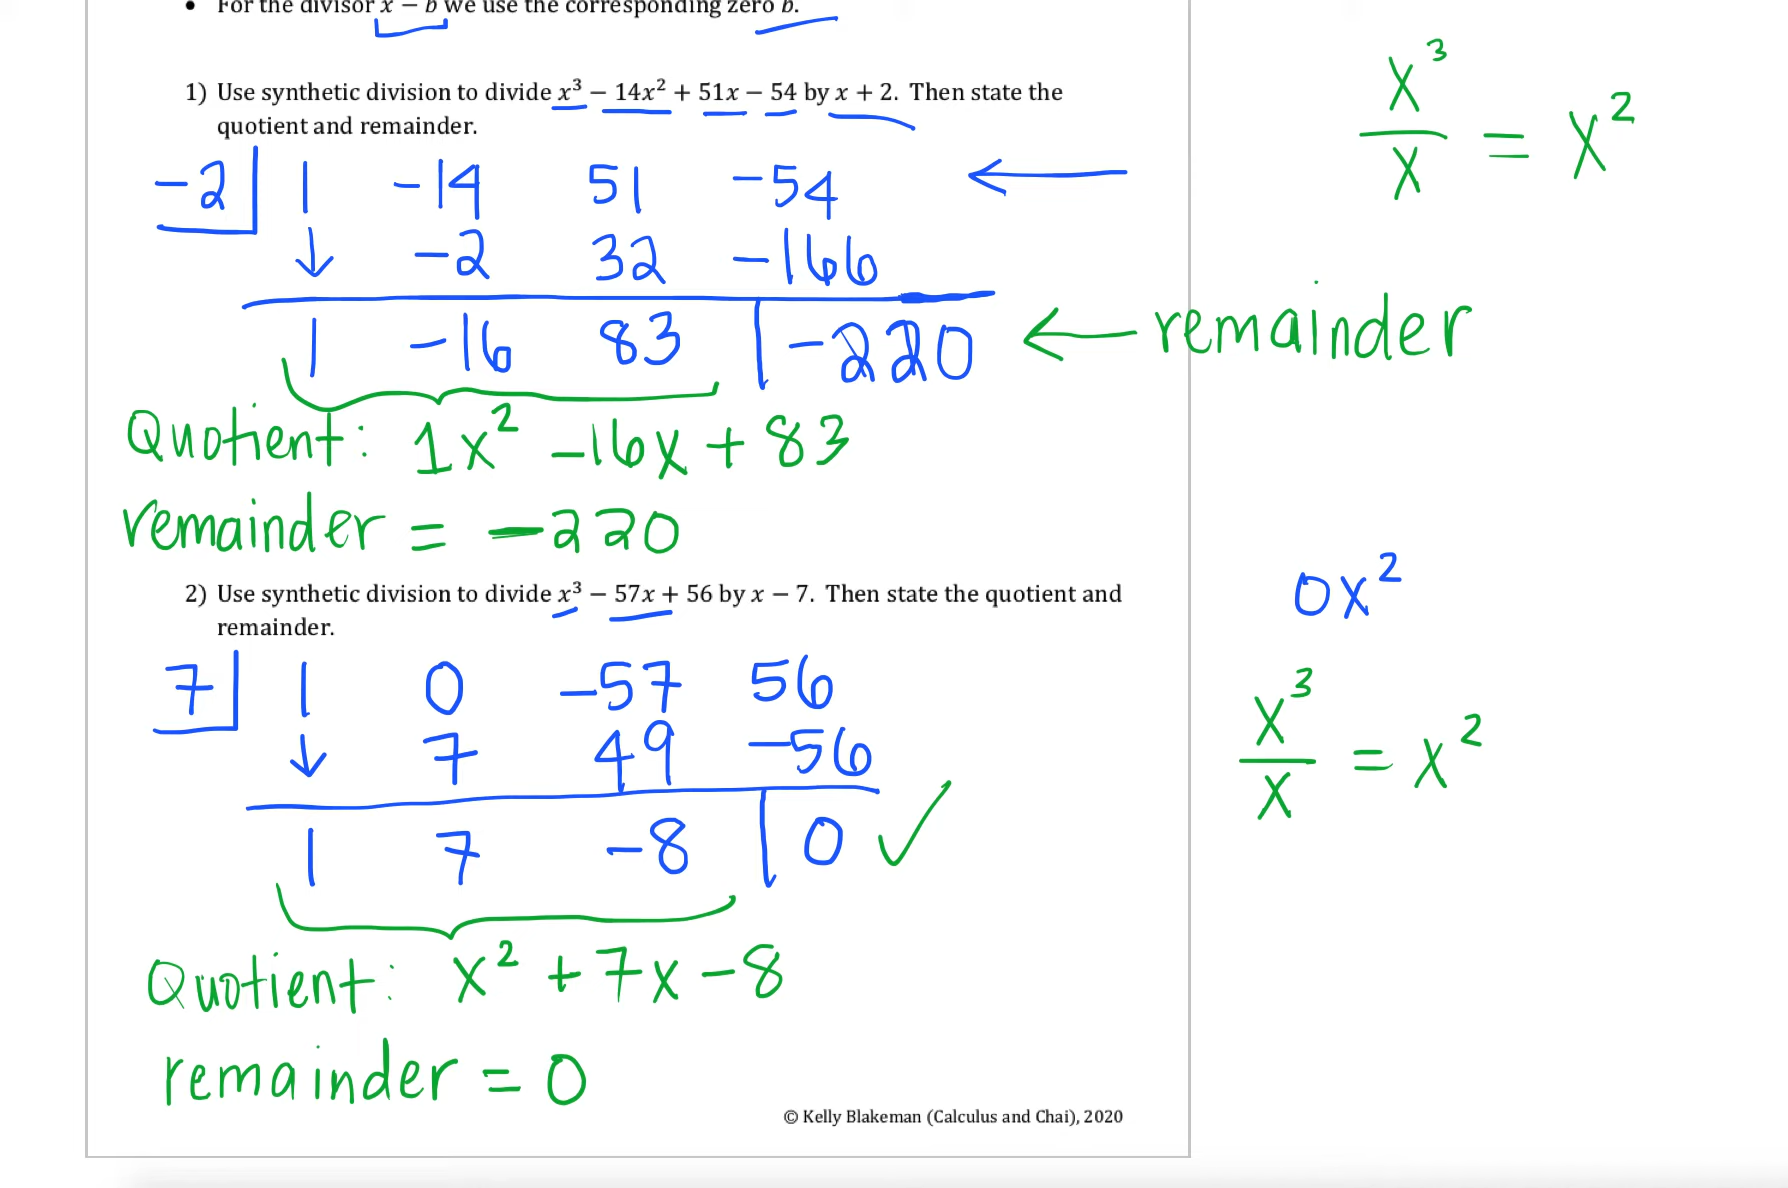 • For the divisor x − b we use the corresponding zero b.
1) Use synthetic division to divide x³ − 14x² + 51x − 54 by x + 2. Then state the
quotient and remainder.
-2 | 1 -14 51 -54 ←
↓ -2 32 -166
1 -16 83 | -220 ← remainder
Quotient: 1x² -16x + 83
remainder = -220
2) Use synthetic division to divide x³ − 57x + 56 by x − 7. Then state the quotient and
remainder.
7 | 1 0 -57 56
↓ 7 49 -56
1 7 -8 | 0 ✓
Quotient: x² + 7x - 8
remainder = 0
© Kelly Blakeman (Calculus and Chai), 2020
x³
x
= x²
0x²
x³
x
= x²